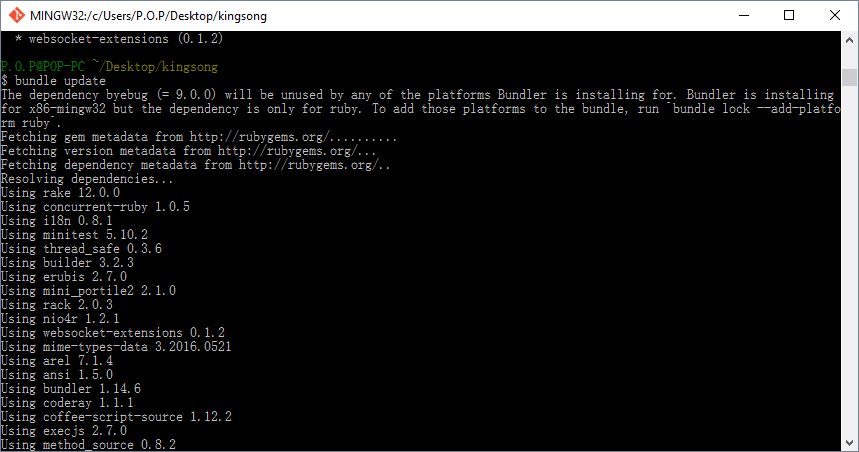 MINGW32:/c/Users/P.O.P/Desktop/kingsong
* websocket-extensions (0.1.2)
P.O.P@POP-PC ~/Desktop/kingsong
$ bundle update
The dependency byebug (= 9.0.0) will be unused by any of the platforms Bundler is installing for. Bundler is installing
for x86-mingw32 but the dependency is only for ruby. To add those platforms to the bundle, run `bundle lock --add-platfo
rm ruby`.
Fetching gem metadata from http://rubygems.org/..........
Fetching version metadata from http://rubygems.org/...
Fetching dependency metadata from http://rubygems.org/..
Resolving dependencies...
Using rake 12.0.0
Using concurrent-ruby 1.0.5
Using i18n 0.8.1
Using minitest 5.10.2
Using thread_safe 0.3.6
Using builder 3.2.3
Using erubis 2.7.0
Using mini_portile2 2.1.0
Using rack 2.0.3
Using nio4r 1.2.1
Using websocket-extensions 0.1.2
Using mime-types-data 3.2016.0521
Using arel 7.1.4
Using ansi 1.5.0
Using bundler 1.14.6
Using coderay 1.1.1
Using coffee-script-source 1.12.2
Using execjs 2.7.0
Using method_source 0.8.2